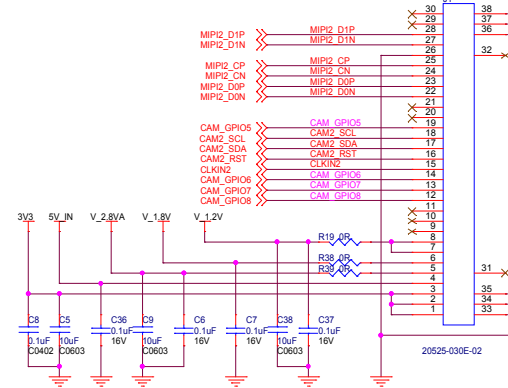 J1
30 38
29 37
MIPI2_D1P MIPI2_D1P 28 36
MIPI2_D1N MIPI2_D1N 27
26 32
MIPI2_CP MIPI2_CP 25
MIPI2_CN MIPI2_CN 24
MIPI2_D0P MIPI2_D0P 23
MIPI2_D0N MIPI2_D0N 22
21
20
CAM_GPIO5 CAM_GPIO5 19
CAM2_SCL CAM2_SCL 18
CAM2_SDA CAM2_SDA 17
CAM2_RST CAM2_RST 16
CLKIN2 CLKIN2 15
CAM_GPIO6 CAM_GPIO6 14
CAM_GPIO7 CAM_GPIO7 13
CAM_GPIO8 CAM_GPIO8 12
11
3V3 5V_IN V_2.8VA V_1.8V V_1.2V 10
9
R19 0R 8
7
R38 0R 6
R39 0R 5 31
4
3 35
2 34
1 33
C8 C5 C36 C9 C6 C7 C38 C37
0.1uF 10uF 0.1uF 10uF 0.1uF 0.1uF 10uF 0.1uF
C0402 C0603 16V C0603 16V 16V C0603 16V
20525-030E-02